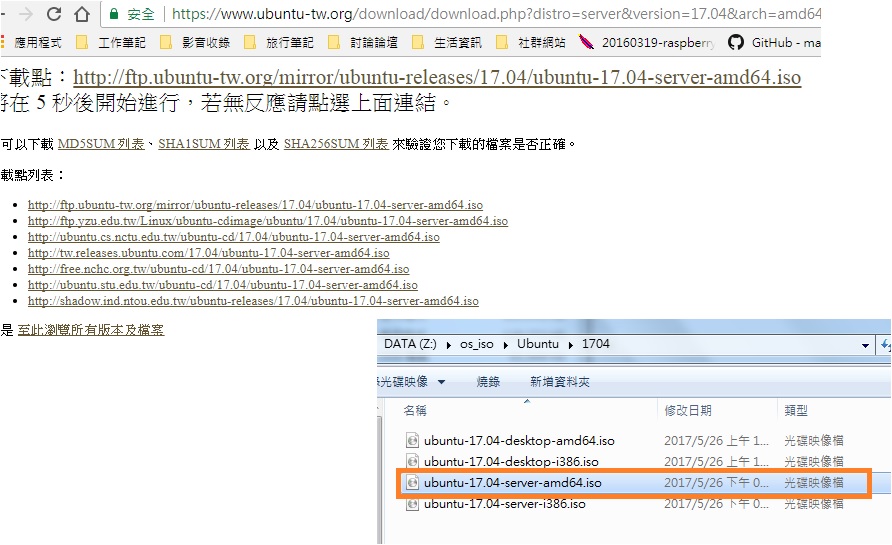 安全 https://www.ubuntu-tw.org/download/download.php?distro=server&version=17.04&arch=amd64
應用程式 工作筆記 影音收錄 旅行筆記 討論論壇 生活資訊 社群網站 20160319-raspberry GitHub - ma
下載點：http://ftp.ubuntu-tw.org/mirror/ubuntu-releases/17.04/ubuntu-17.04-server-amd64.iso
將在 5 秒後開始進行，若無反應請點選上面連結。
可以下載 MD5SUM 列表、SHA1SUM 列表 以及 SHA256SUM 列表 來驗證您下載的檔案是否正確。
載點列表：
http://ftp.ubuntu-tw.org/mirror/ubuntu-releases/17.04/ubuntu-17.04-server-amd64.iso
http://ftp.yzu.edu.tw/Linux/ubuntu-cdimage/ubuntu/17.04/ubuntu-17.04-server-amd64.iso
http://ubuntu.cs.nctu.edu.tw/ubuntu-cd/17.04/ubuntu-17.04-server-amd64.iso
http://tw.releases.ubuntu.com/17.04/ubuntu-17.04-server-amd64.iso
http://free.nchc.org.tw/ubuntu-cd/17.04/ubuntu-17.04-server-amd64.iso
http://ubuntu.stu.edu.tw/ubuntu-cd/17.04/ubuntu-17.04-server-amd64.iso
http://shadow.ind.ntou.edu.tw/ubuntu-releases/17.04/ubuntu-17.04-server-amd64.iso
是 至此瀏覽所有版本及檔案
DATA (Z:) os_iso Ubuntu 1704
光碟映像 燒錄 新增資料夾
名稱 修改日期 類型
ubuntu-17.04-desktop-amd64.iso 2017/5/26 上午 1... 光碟映像檔
ubuntu-17.04-desktop-i386.iso 2017/5/26 上午 1... 光碟映像檔
ubuntu-17.04-server-amd64.iso 2017/5/26 下午 0... 光碟映像檔
ubuntu-17.04-server-i386.iso 2017/5/26 下午 0... 光碟映像檔